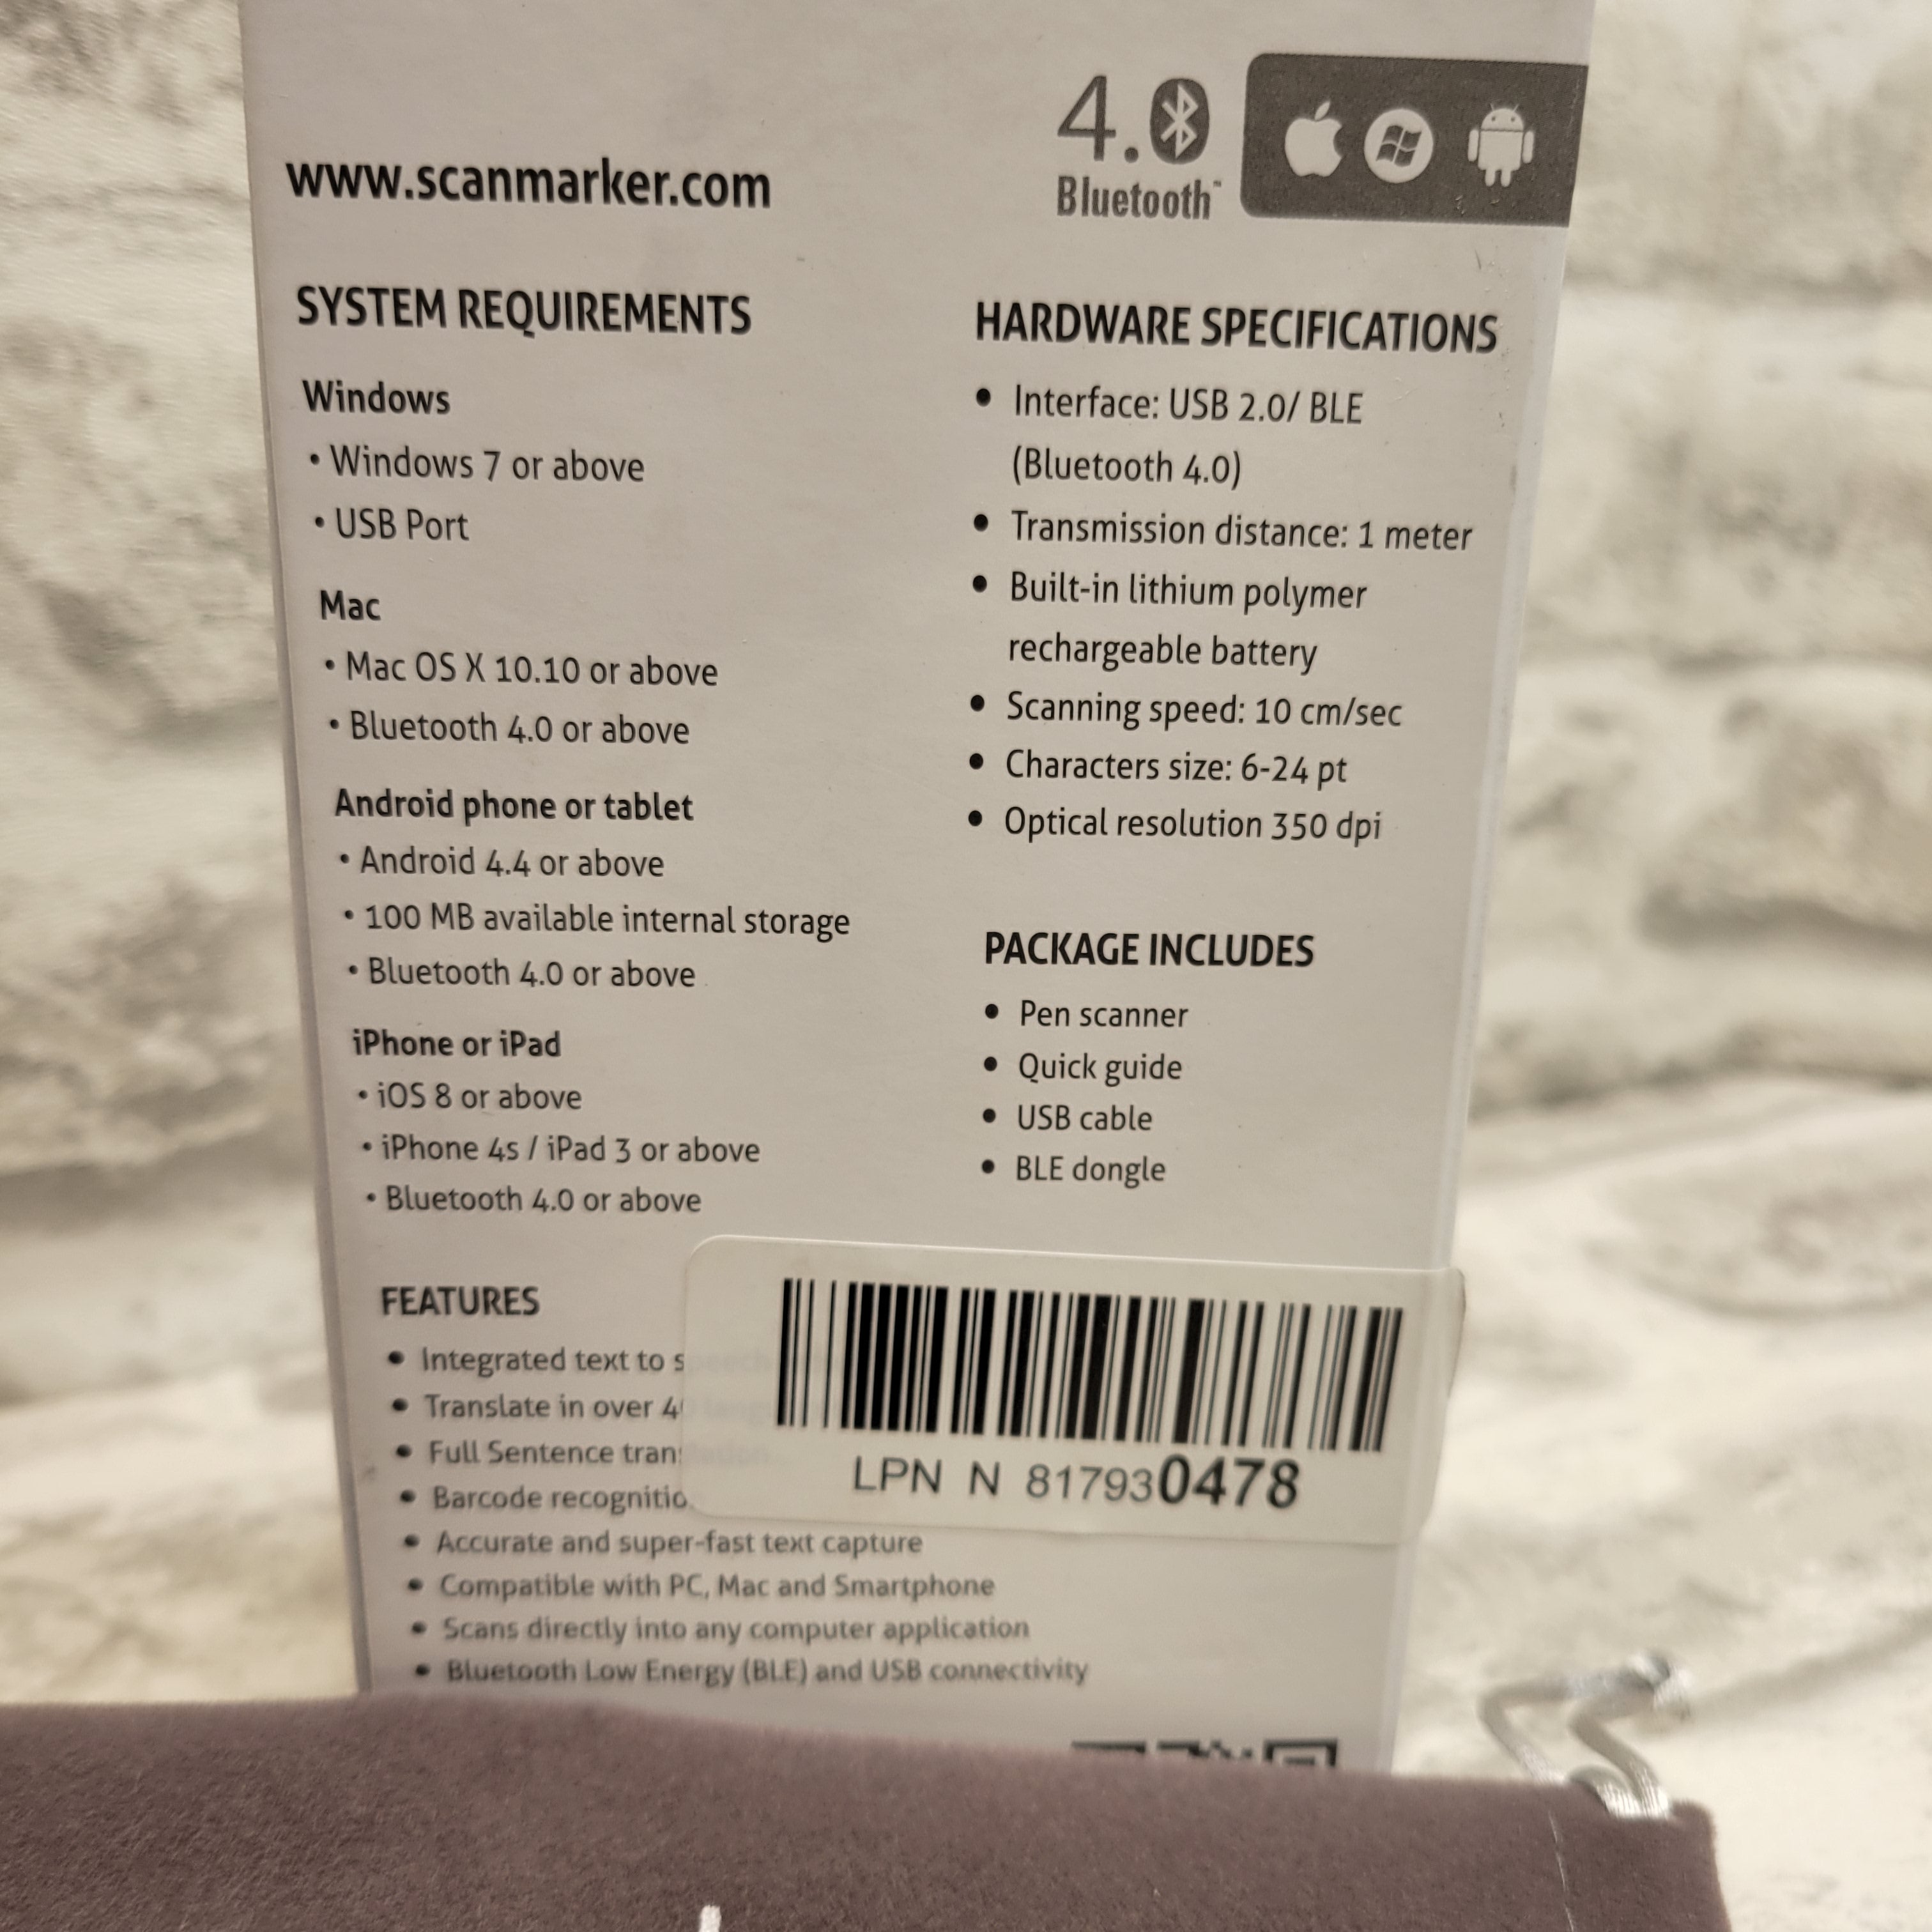 4.0
Bluetooth™
www.scanmarker.com
SYSTEM REQUIREMENTS
Windows
• Windows 7 or above
• USB Port
Mac
• Mac OS X 10.10 or above
• Bluetooth 4.0 or above
Android phone or tablet
• Android 4.4 or above
• 100 MB available internal storage
• Bluetooth 4.0 or above
iPhone or iPad
• iOS 8 or above
• iPhone 4s / iPad 3 or above
• Bluetooth 4.0 or above
HARDWARE SPECIFICATIONS
• Interface: USB 2.0/ BLE
(Bluetooth 4.0)
• Transmission distance: 1 meter
• Built-in lithium polymer
rechargeable battery
• Scanning speed: 10 cm/sec
• Characters size: 6-24 pt
• Optical resolution 350 dpi
PACKAGE INCLUDES
• Pen scanner
• Quick guide
• USB cable
• BLE dongle
FEATURES
• Integrated text to speech
• Translate in over
• Full Sentence
• Barcode
• Accurate and super-fast text capture
• Compatible with PC, Mac and Smartphone
• Scans directly into any computer application
• Bluetooth Low Energy (BLE) and USB connectivity
LPN N 817930478